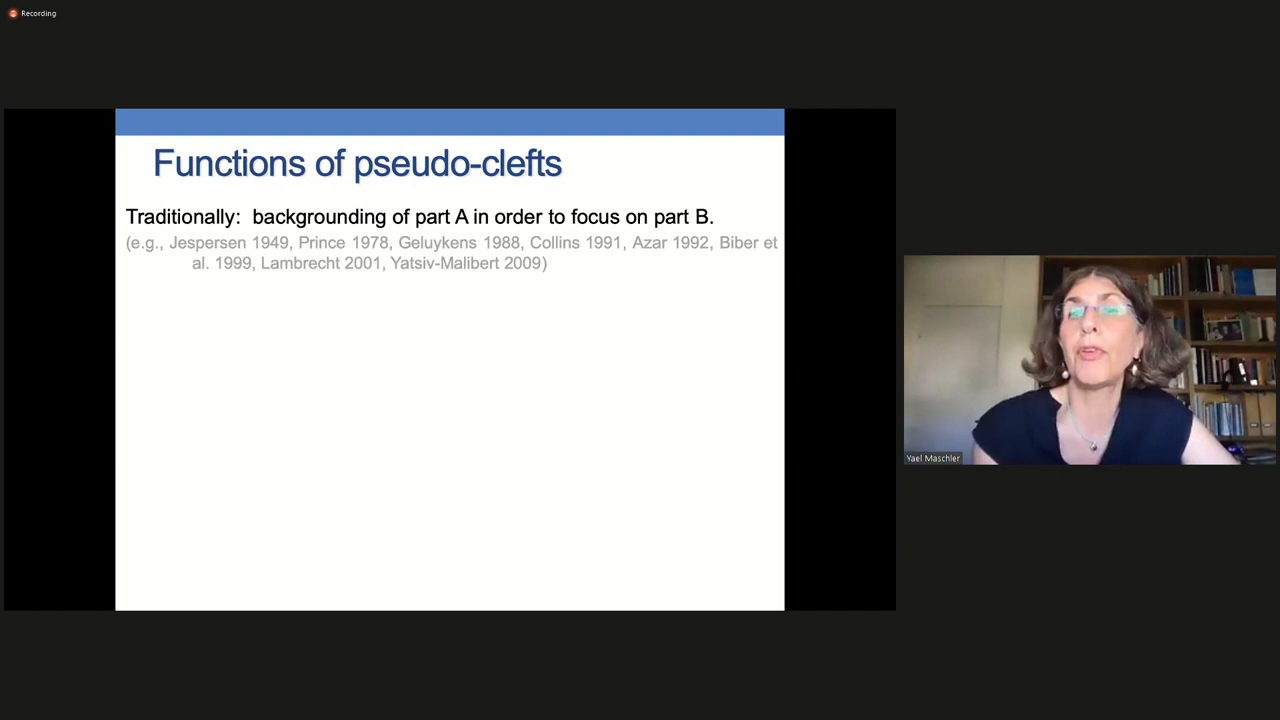 Recording
Functions of pseudo-clefts
Traditionally: backgrounding of part A in order to focus on part B.
(e.g., Jespersen 1949, Prince 1978, Geluykens 1988, Collins 1991, Azar 1992, Biber et
al. 1999, Lambrecht 2001, Yatsiv-Malibert 2009)
Yael Maschler